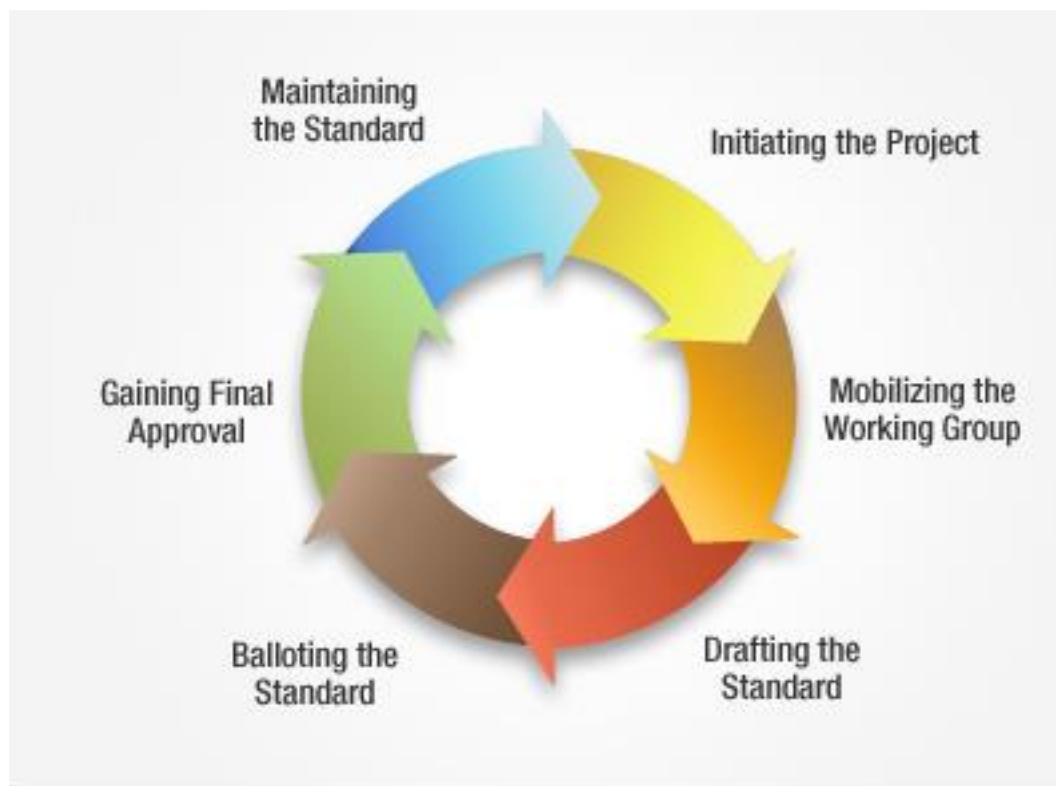 Maintaining
the Standard
Initiating the Project
Mobilizing the
Working Group
Drafting the
Standard
Balloting the
Standard
Gaining Final
Approval